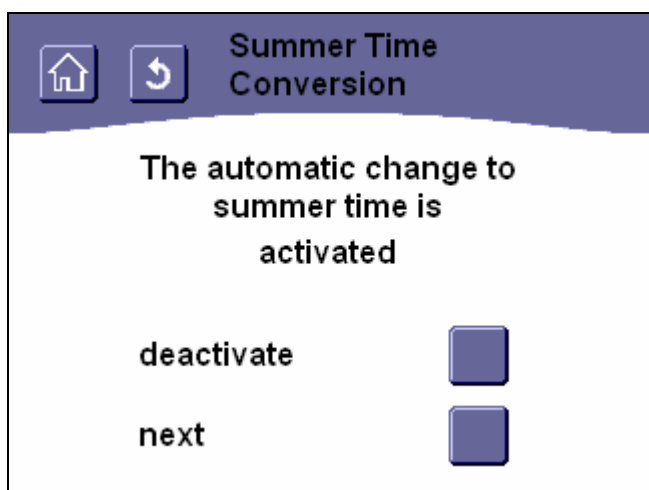 Summer Time
Conversion
The automatic change to
summer time is
activated
deactivate
next